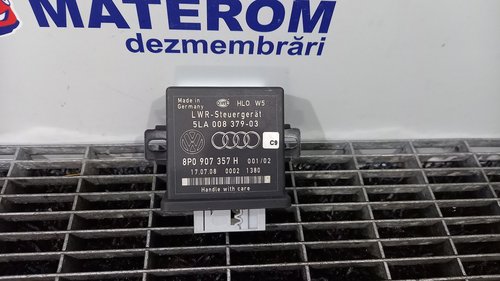 MATEROM
dezmembrări
Made in
Germany
HLO W5
LWR-Steuergerät
5LA 008 379-03
C9
8P0 907 357 H 001/02
17.07.08 0002 1380
Handle with care